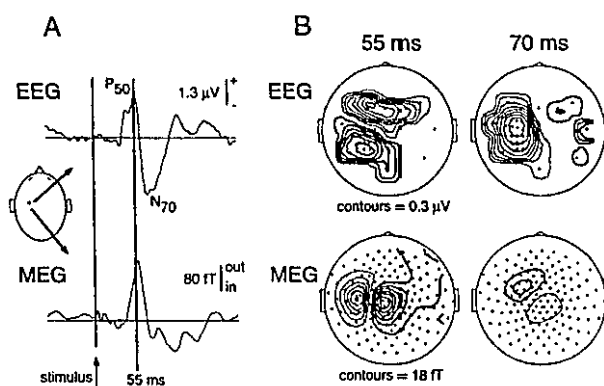 A
EEG
P50
1.3 µV
+
-
N70
MEG
80 fT
out
in
stimulus
55 ms
B
55 ms
70 ms
EEG
contours = 0.3 µV
MEG
contours = 18 fT